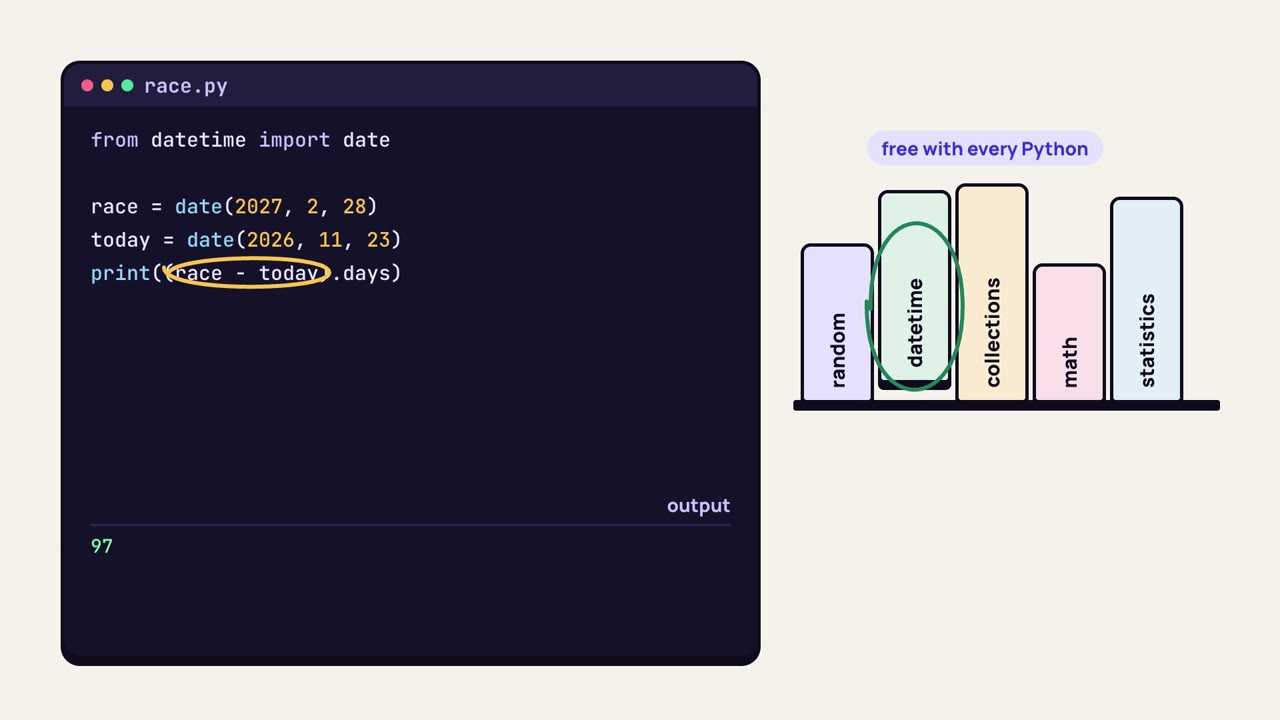 race.py
from datetime import date
race = date(2027, 2, 28)
today = date(2026, 11, 23)
print((race - today).days)
output
97
free with every Python
random
datetime
collections
math
statistics